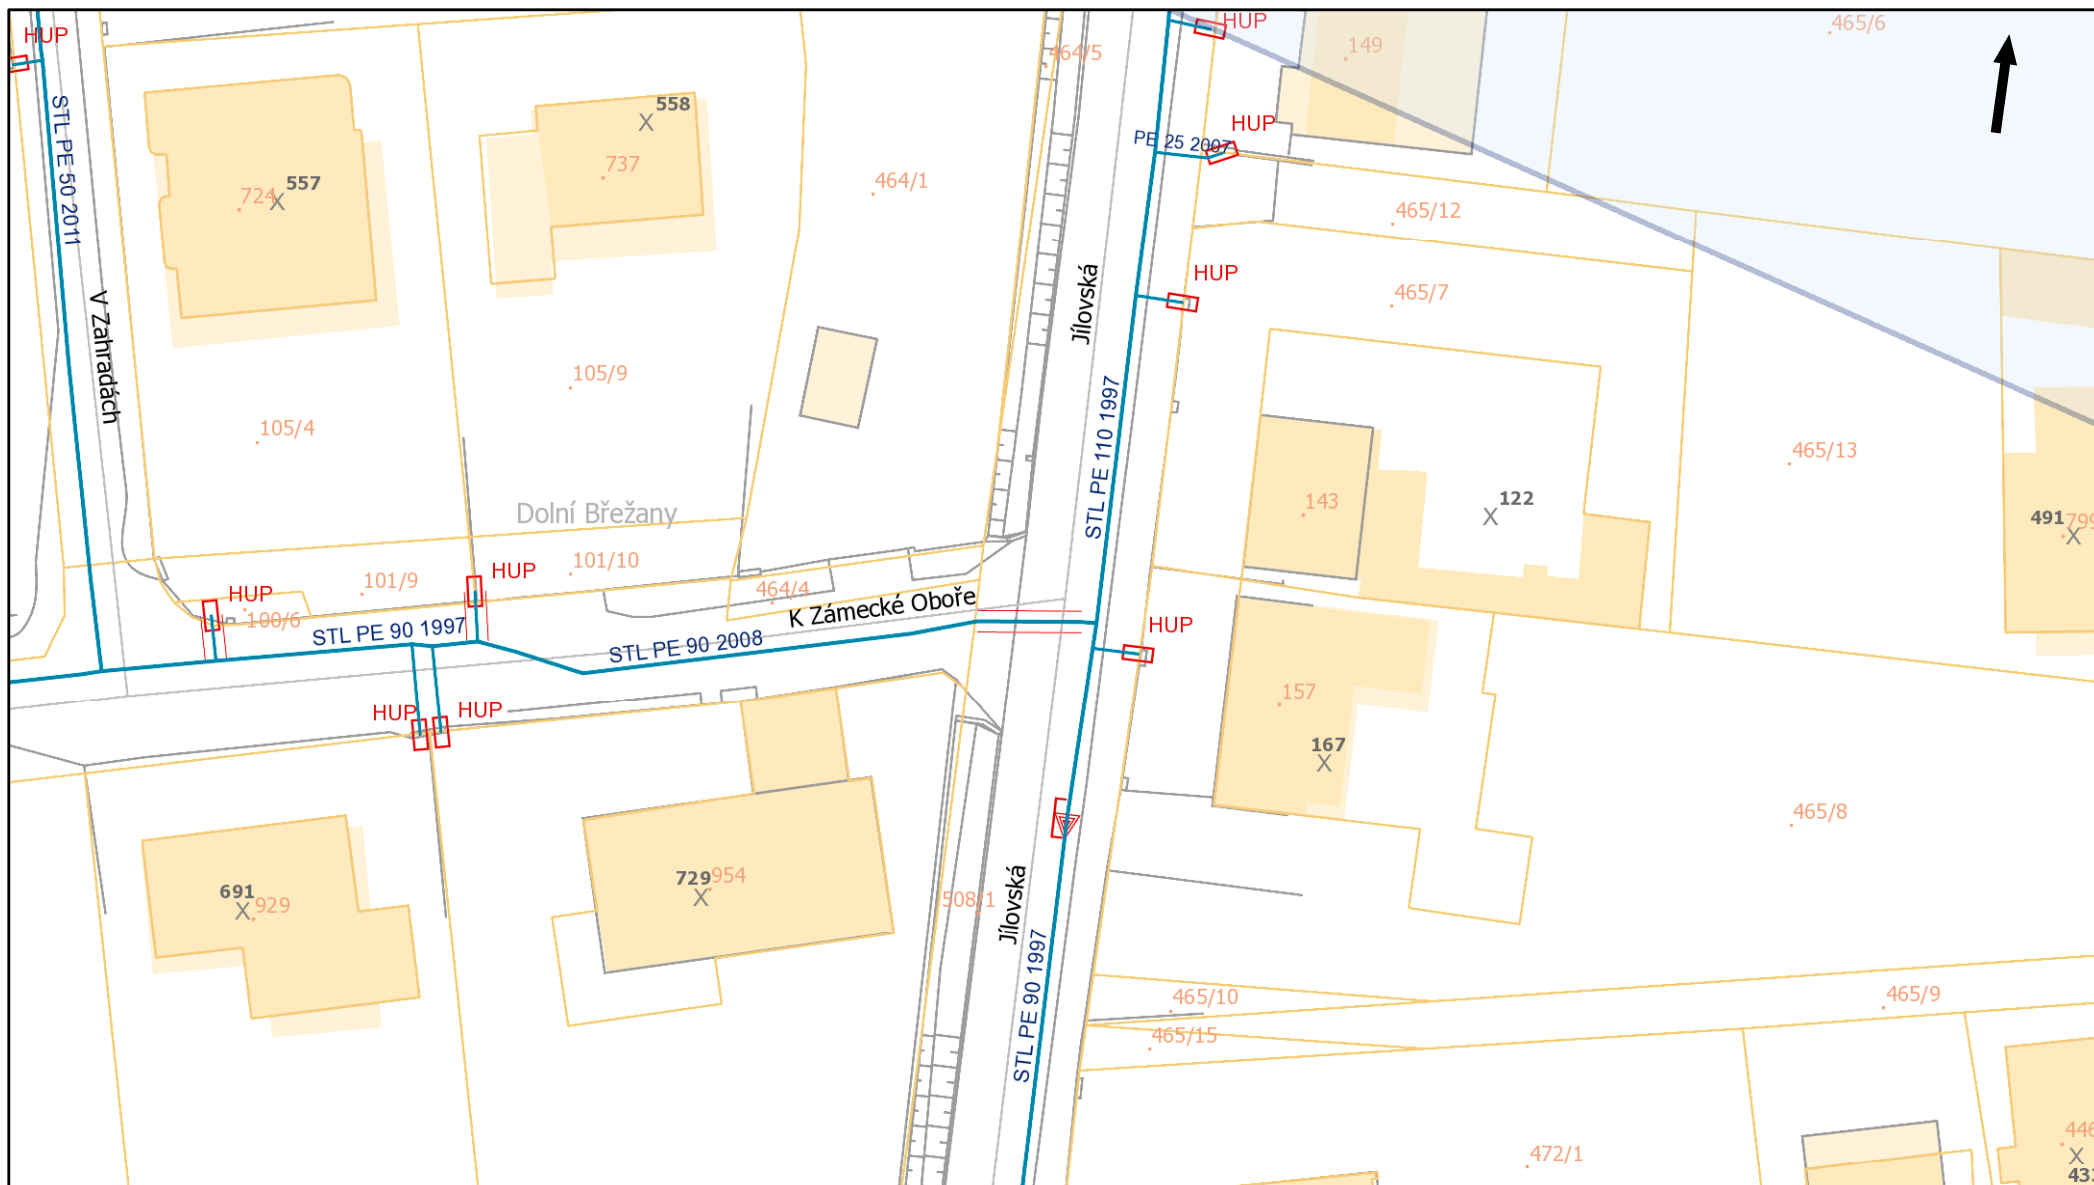 HUP
HUP
465/6
149
464/5
STL PE 50 2011
558
HUP
PE 25 2007
737
557
724
464/1
465/12
HUP
465/7
Jílovská
V Zahradách
105/9
105/4
STL PE 110 1997
465/13
122
143
491
799
Dolní Břežany
HUP
101/10
101/9
HUP
464/4
100/6
K Zámecké Oboře
STL PE 90 1997
STL PE 90 2008
HUP
157
HUP
HUP
167
465/8
729
954
691
929
508/1
Jílovská
STL PE 90 1997
465/10
465/9
465/15
472/1
446